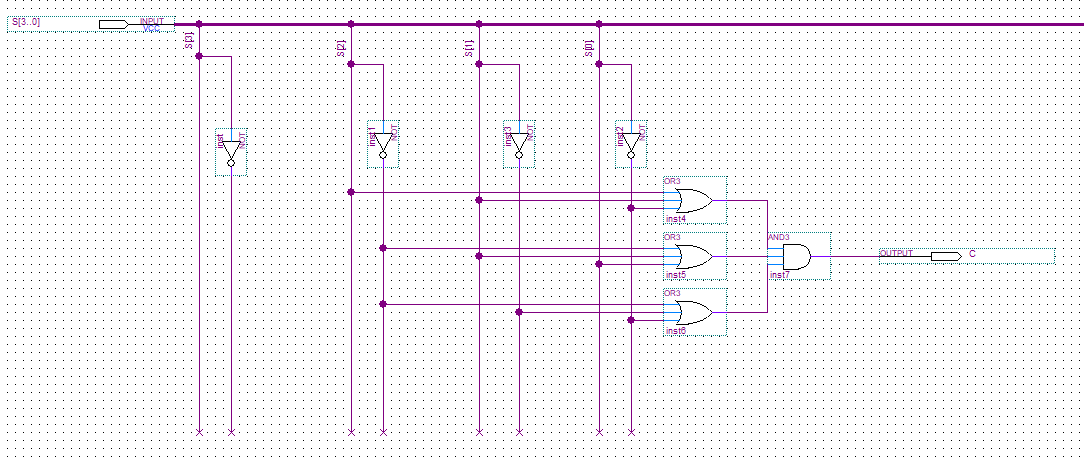 S[3..0]
INPUT
VCC
S[3]
S[2]
S[1]
S[0]
inst
NOT
inst1
NOT
inst3
NOT
inst2
NOT
OR3
inst4
OR3
inst5
OR3
inst6
AND3
inst7
OUTPUT
C